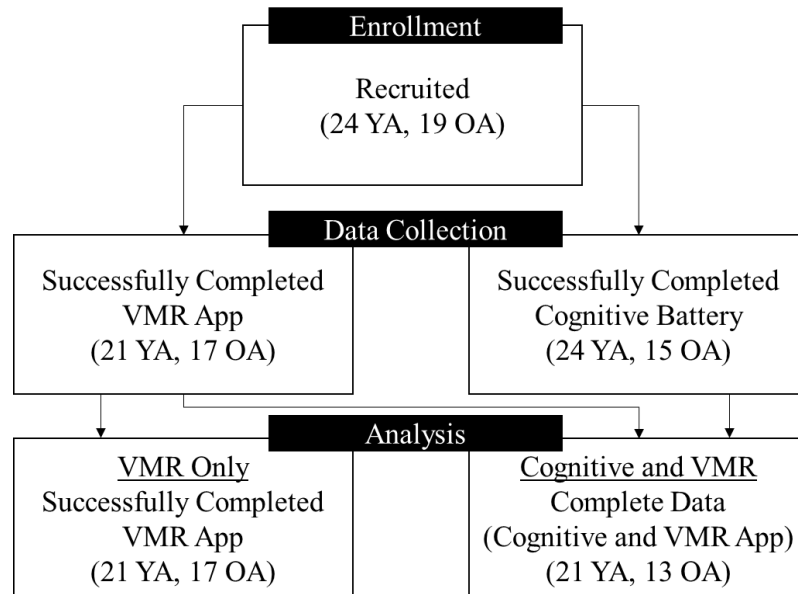 Enrollment
Recruited
(24 YA, 19 OA)
Data Collection
Successfully Completed
VMR App
(21 YA, 17 OA)
Successfully Completed
Cognitive Battery
(24 YA, 15 OA)
Analysis
VMR Only
Successfully Completed
VMR App
(21 YA, 17 OA)
Cognitive and VMR
Complete Data
(Cognitive and VMR App)
(21 YA, 13 OA)